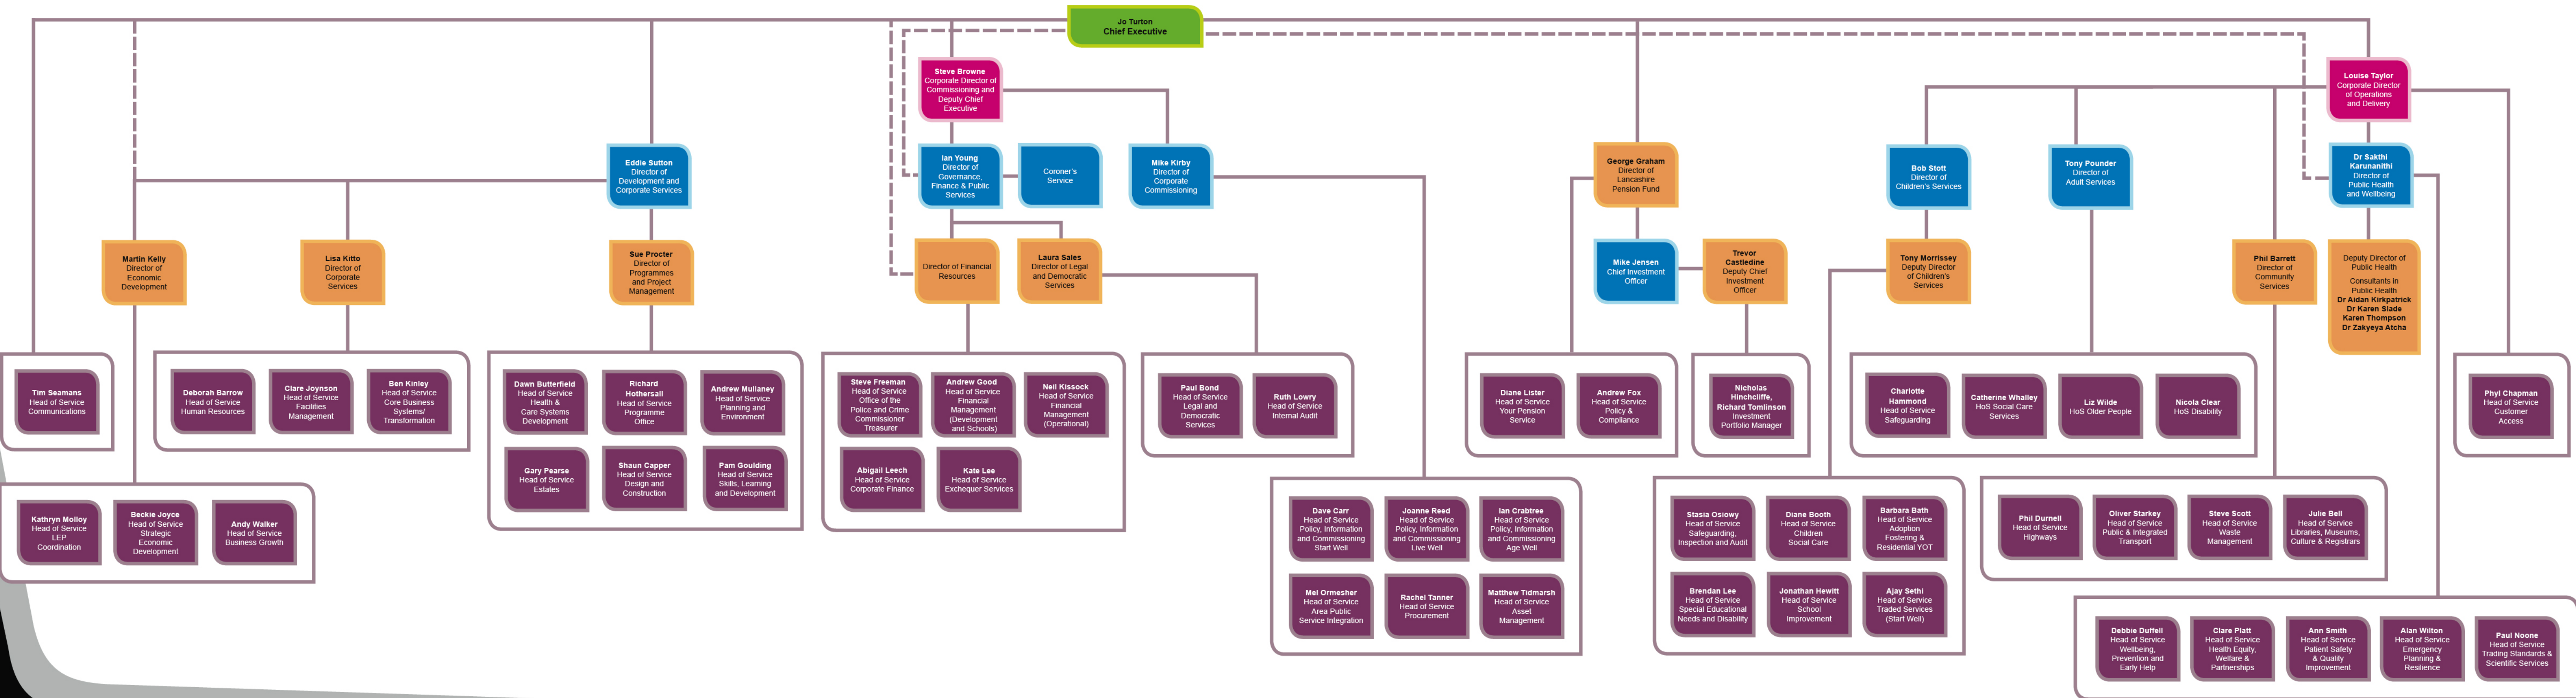 Jo Turton
Chief Executive
Steve Browne
Corporate Director of
Commissioning and
Deputy Chief
Executive
Louise Taylor
Corporate Director
of Operations
and Delivery
Eddie Sutton
Director of
Development and
Corporate Services
Ian Young
Director of
Governance,
Finance & Public
Services
Coroner's
Service
Mike Kirby
Director of
Corporate
Commissioning
George Graham
Director of
Lancashire
Pension Fund
Bob Stott
Director of
Children's Services
Tony Pounder
Director of
Adult Services
Dr Sakthi
Karunanithi
Director of
Public Health
and Wellbeing
Martin Kelly
Director of
Economic
Development
Lisa Kitto
Director of
Corporate
Services
Sue Procter
Director of
Programmes
and Project
Management
Director of Financial
Resources
Laura Sales
Director of Legal
and Democratic
Services
Mike Jensen
Chief Investment
Officer
Trevor
Castledine
Deputy Chief
Investment
Officer
Tony Morrissey
Deputy Director
of Children's
Services
Phil Barrett
Director of
Community
Services
Deputy Director of
Public Health
Consultants in
Public Health
Dr Aidan Kirkpatrick
Dr Karen Slade
Karen Thompson
Dr Zakyeya Atcha
Tim Seamans
Head of Service
Communications
Deborah Barrow
Head of Service
Human Resources
Clare Joynson
Head of Service
Facilities
Management
Ben Kinley
Head of Service
Core Business
Systems/
Transformation
Dawn Butterfield
Head of Service
Health &
Care Systems
Development
Richard
Hothersall
Head of Service
Programme
Office
Andrew Mullaney
Head of Service
Planning and
Environment
Gary Pearse
Head of Service
Estates
Shaun Capper
Head of Service
Design and
Construction
Pam Goulding
Head of Service
Skills, Learning
and Development
Steve Freeman
Head of Service
Office of the
Police and Crime
Commissioner
Treasurer
Andrew Good
Head of Service
Financial
Management
(Development
and Schools)
Neil Kissock
Head of Service
Financial
Management
(Operational)
Abigail Leech
Head of Service
Corporate Finance
Kate Lee
Head of Service
Exchequer Services
Paul Bond
Head of Service
Legal and
Democratic
Services
Ruth Lowry
Head of Service
Internal Audit
Diane Lister
Head of Service
Your Pension
Service
Andrew Fox
Head of Service
Policy &
Compliance
Nicholas
Hinchcliffe,
Richard Tomlinson
Investment
Portfolio Manager
Charlotte
Hammond
Head of Service
Safeguarding
Catherine Whalley
HoS Social Care
Services
Liz Wilde
HoS Older People
Nicola Clear
HoS Disability
Phyl Chapman
Head of Service
Customer
Access
Kathryn Molloy
Head of Service
LEP
Coordination
Beckie Joyce
Head of Service
Strategic
Economic
Development
Andy Walker
Head of Service
Business Growth
Dave Carr
Head of Service
Policy, Information
and Commissioning
Start Well
Joanne Reed
Head of Service
Policy, Information
and Commissioning
Live Well
Ian Crabtree
Head of Service
Policy, Information
and Commissioning
Age Well
Mel Ormesher
Head of Service
Area Public
Service Integration
Rachel Tanner
Head of Service
Procurement
Matthew Tidmarsh
Head of Service
Asset
Management
Stasia Osiowy
Head of Service
Safeguarding,
Inspection and Audit
Diane Booth
Head of Service
Children
Social Care
Barbara Bath
Head of Service
Adoption
Fostering &
Residential YOT
Brendan Lee
Head of Service
Special Educational
Needs and Disability
Jonathan Hewitt
Head of Service
School
Improvement
Ajay Sethi
Head of Service
Traded Services
(Start Well)
Phil Durnell
Head of Service
Highways
Oliver Starkey
Head of Service
Public & Integrated
Transport
Steve Scott
Head of Service
Waste
Management
Julie Bell
Head of Service
Libraries, Museums,
Culture & Registrars
Debbie Duffell
Head of Service
Wellbeing,
Prevention and
Early Help
Clare Platt
Head of Service
Health Equity,
Welfare &
Partnerships
Ann Smith
Head of Service
Patient Safety
& Quality
Improvement
Alan Wilton
Head of Service
Emergency
Planning &
Resilience
Paul Noone
Head of Service
Trading Standards &
Scientific Services